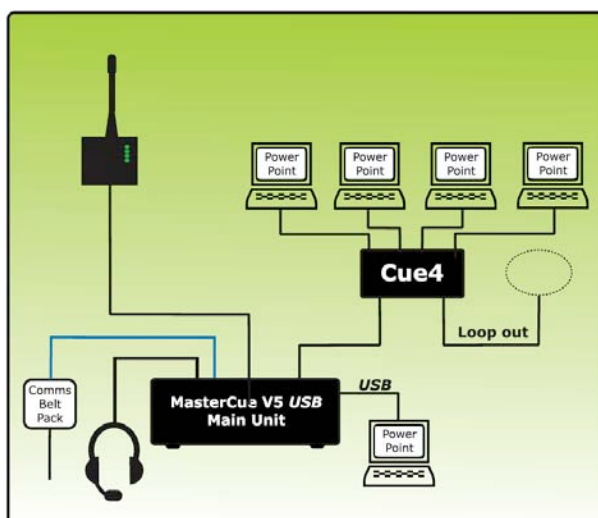 Power
Point
Power
Point
Power
Point
Power
Point
Cue4
Loop out
USB
MasterCue V5 USB
Main Unit
Comms
Belt
Pack
Power
Point